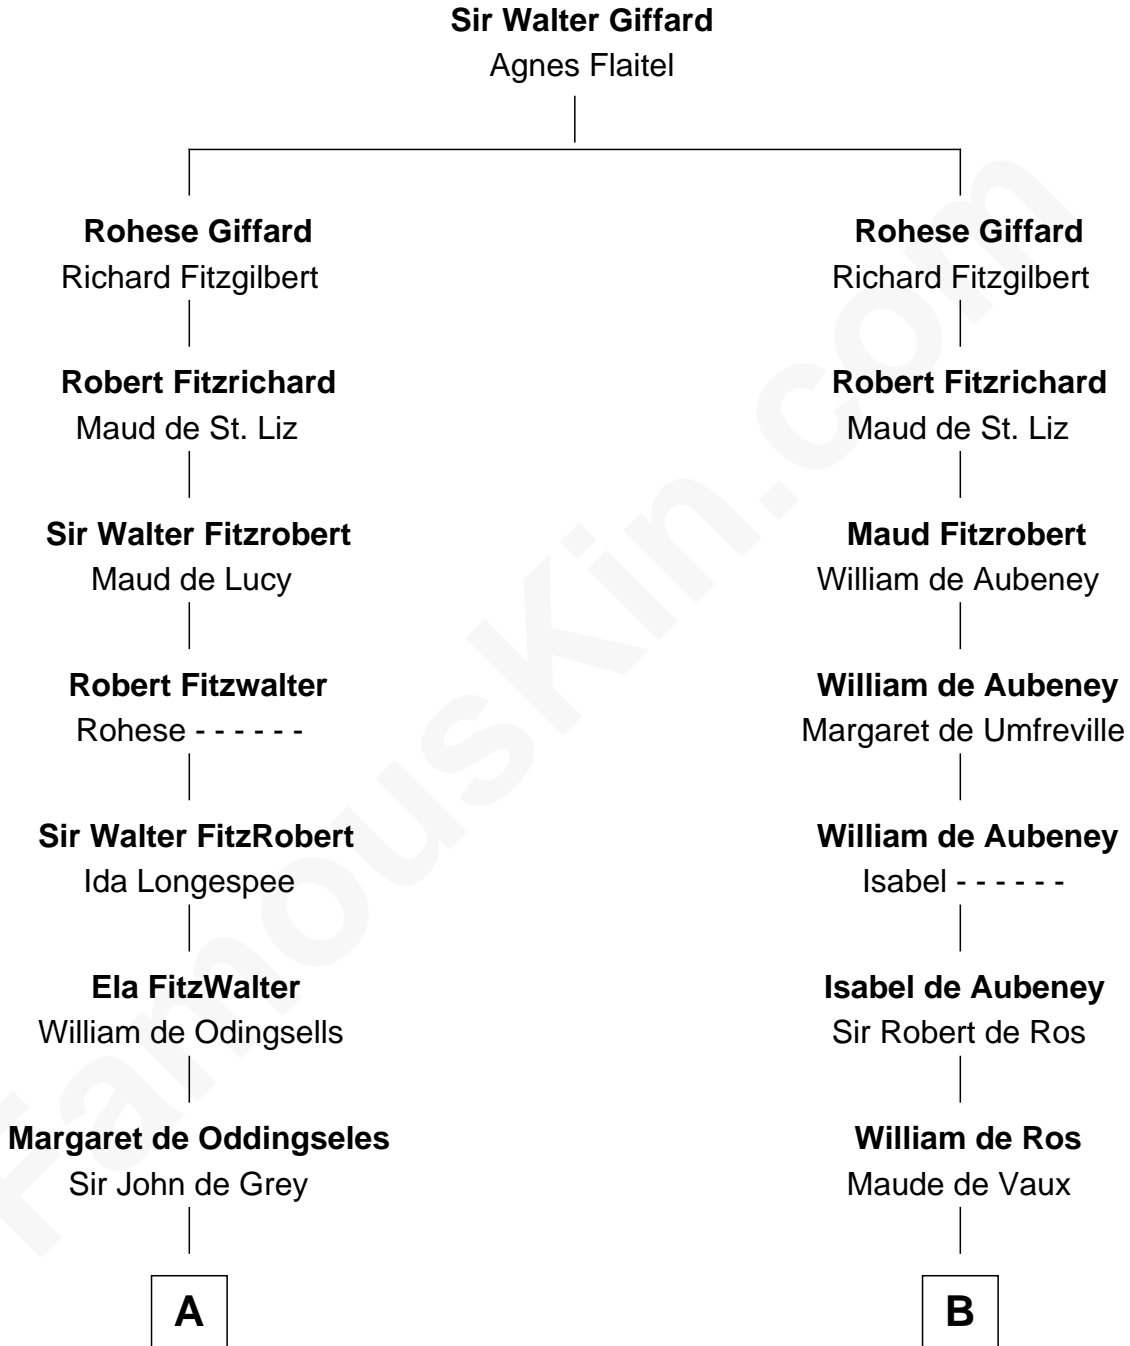 Sir Walter Giffard
Agnes Flaitel
Rohese Giffard
Richard Fitzgilbert
Robert Fitzrichard
Maud de St. Liz
Sir Walter Fitzrobert
Maud de Lucy
Robert Fitzwalter
Rohese - - - - - -
Sir Walter FitzRobert
Ida Longespee
Ela FitzWalter
William de Odingsells
Margaret de Oddingseles
Sir John de Grey
A
Rohese Giffard
Richard Fitzgilbert
Robert Fitzrichard
Maud de St. Liz
Maud Fitzrobert
William de Aubeney
William de Aubeney
Margaret de Umfreville
William de Aubeney
Isabel - - - - - -
Isabel de Aubeney
Sir Robert de Ros
William de Ros
Maude de Vaux
B
FamousKin.com